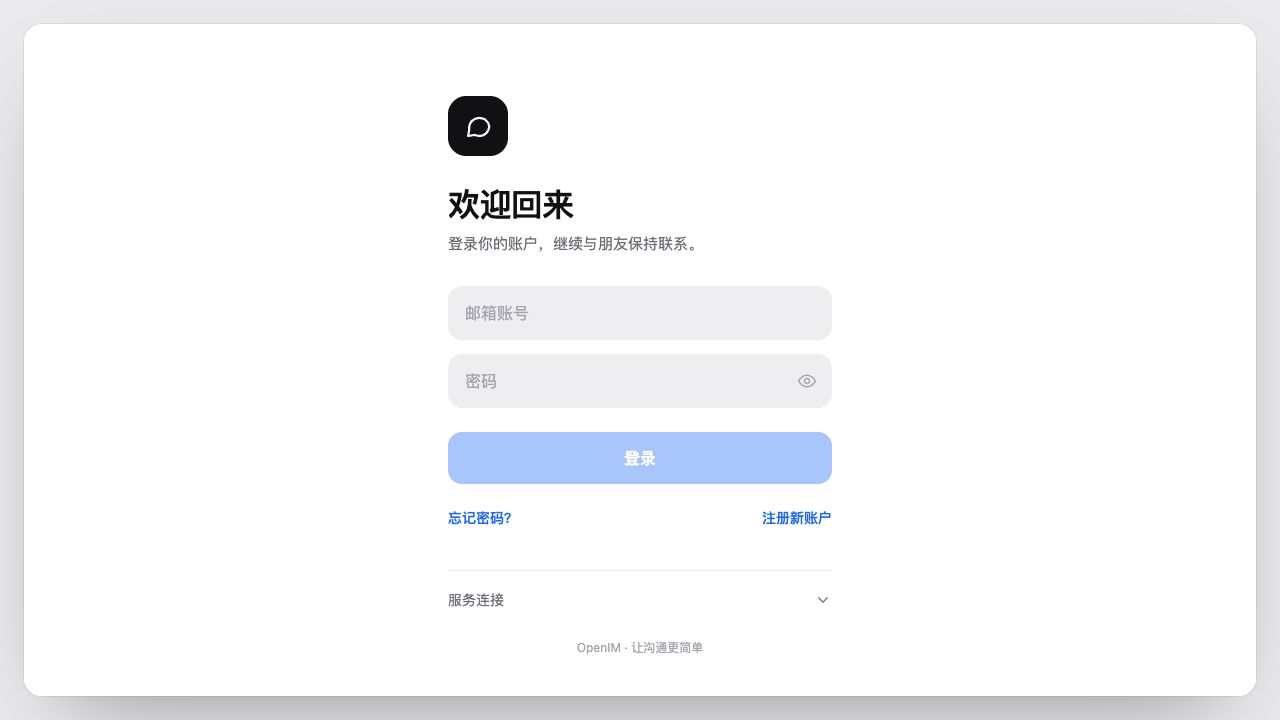 欢迎回来
登录你的账户，继续与朋友保持联系。
邮箱账号
密码
登录
忘记密码?
注册新账户
服务连接
OpenIM · 让沟通更简单